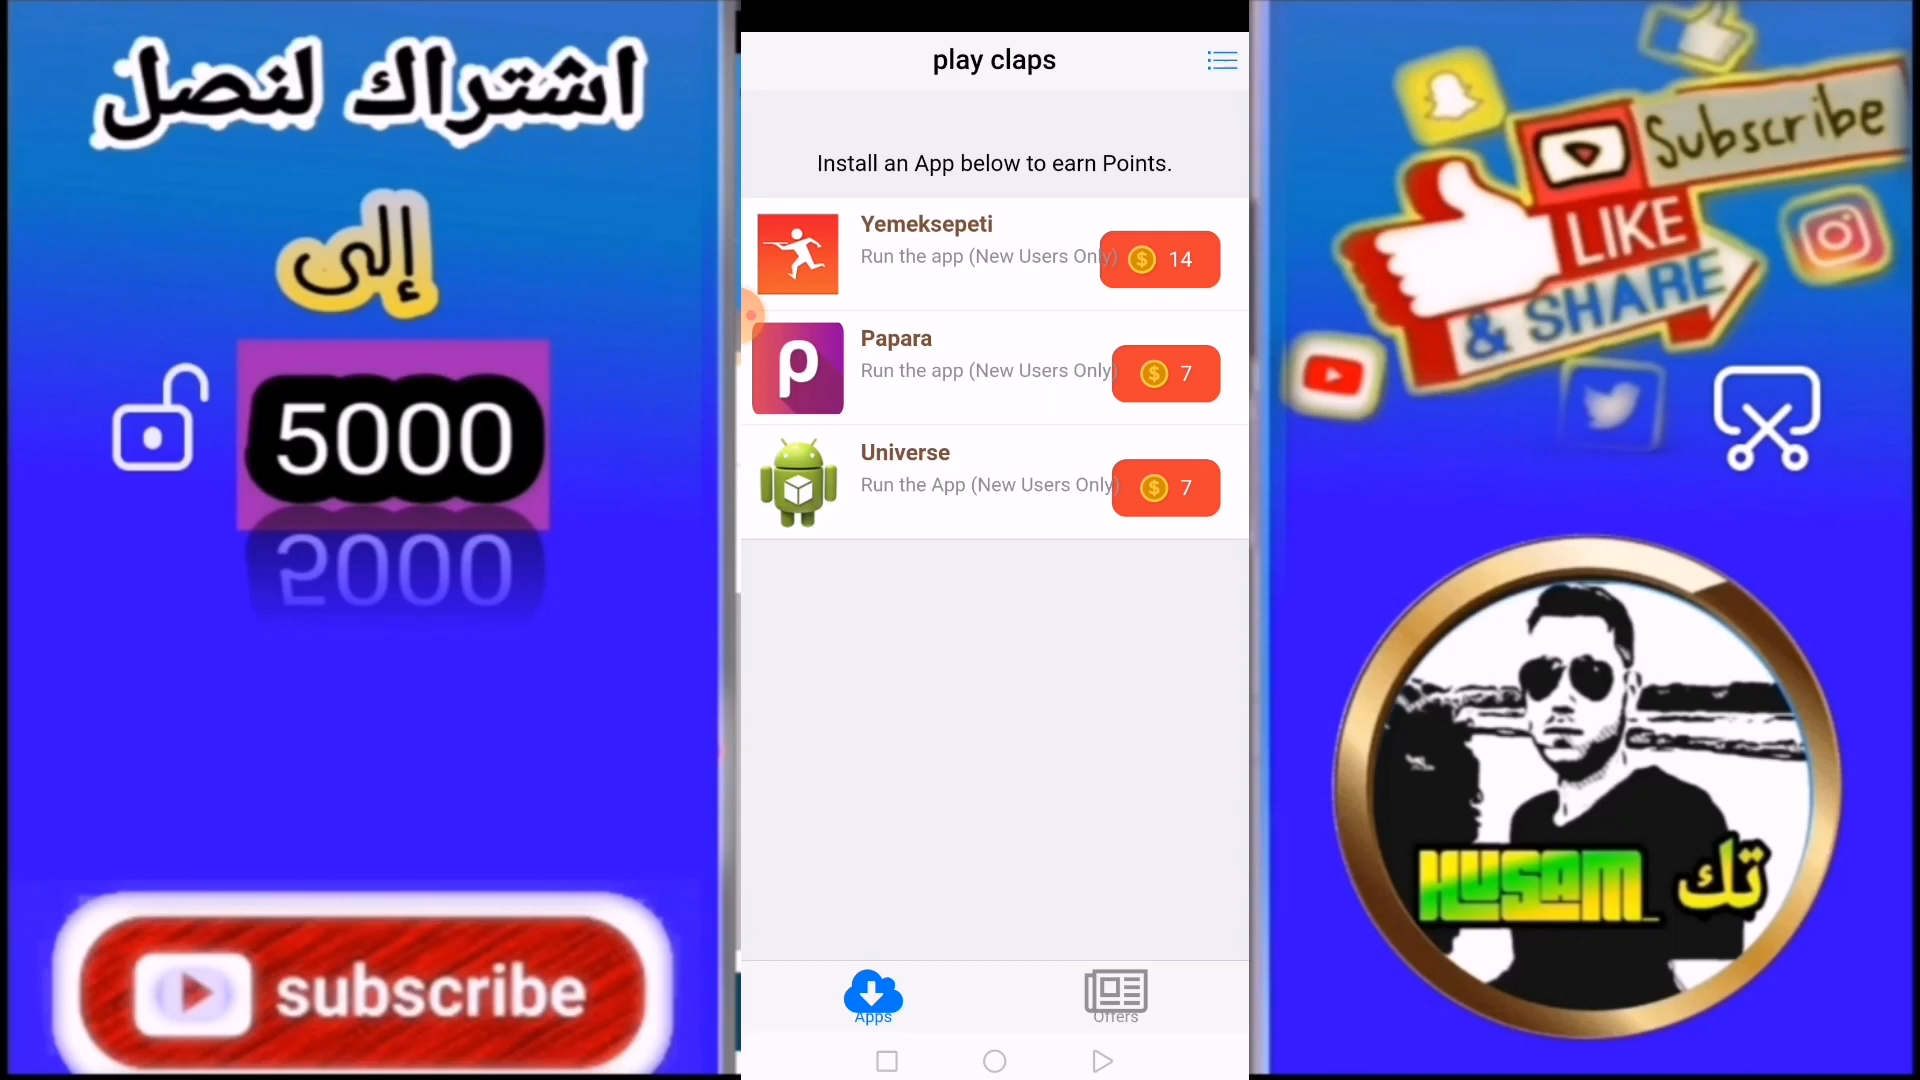 اشتراك لنصل
إلى
5000
subscribe
play claps
Install an App below to earn Points.
Yemeksepeti
Run the app (New Users Only)
14
Papara
Run the app (New Users Only)
7
Universe
Run the App (New Users Only)
7
Apps
Offers
Subscribe
LIKE
& SHARE
HUSAM تك